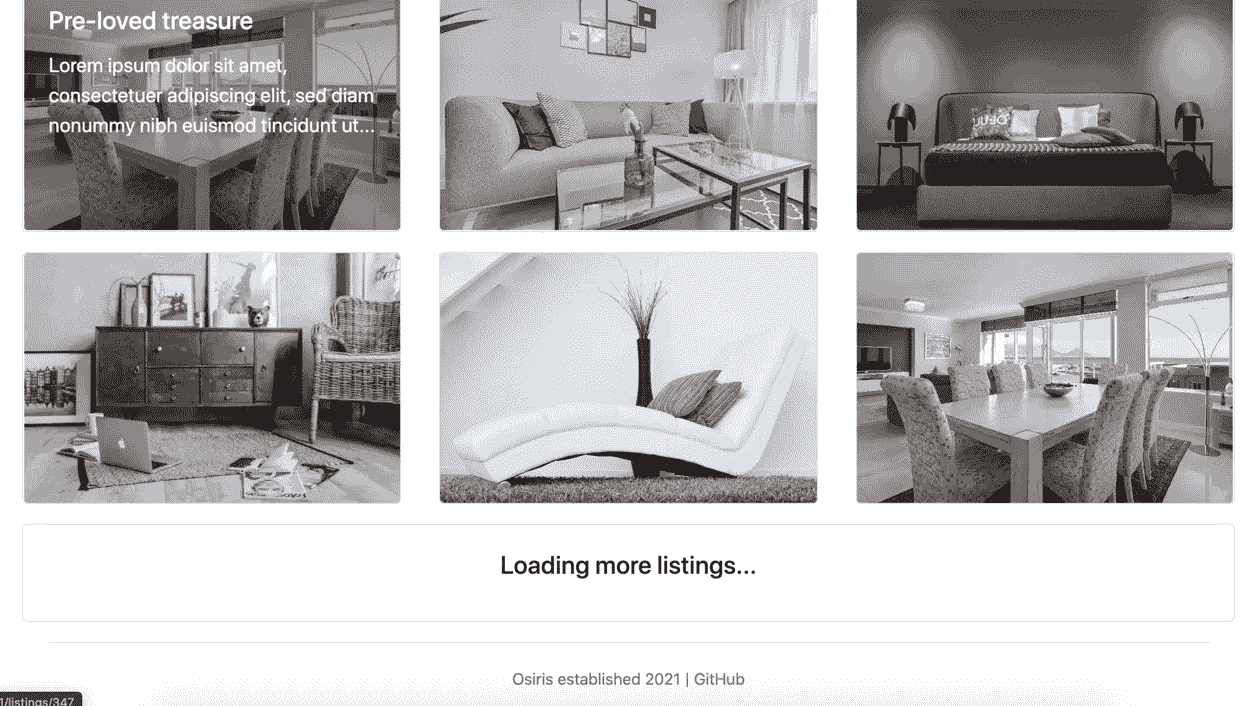 Pre-loved treasure
Lorem ipsum dolor sit amet,
consectetuer adipiscing elit, sed diam
nonummy nibh euismod tincidunt ut...
Loading more listings...
Osiris established 2021 | GitHub
1/listings/347